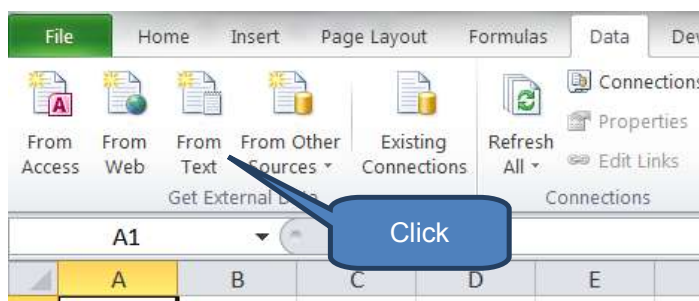 File Home Insert Page Layout Formulas Data
Connections
Properties
Edit Links
From Access
From Web
From Text
From Other Sources
Existing Connections
Refresh All
Get External
Connections
A1
Click
A B C D E